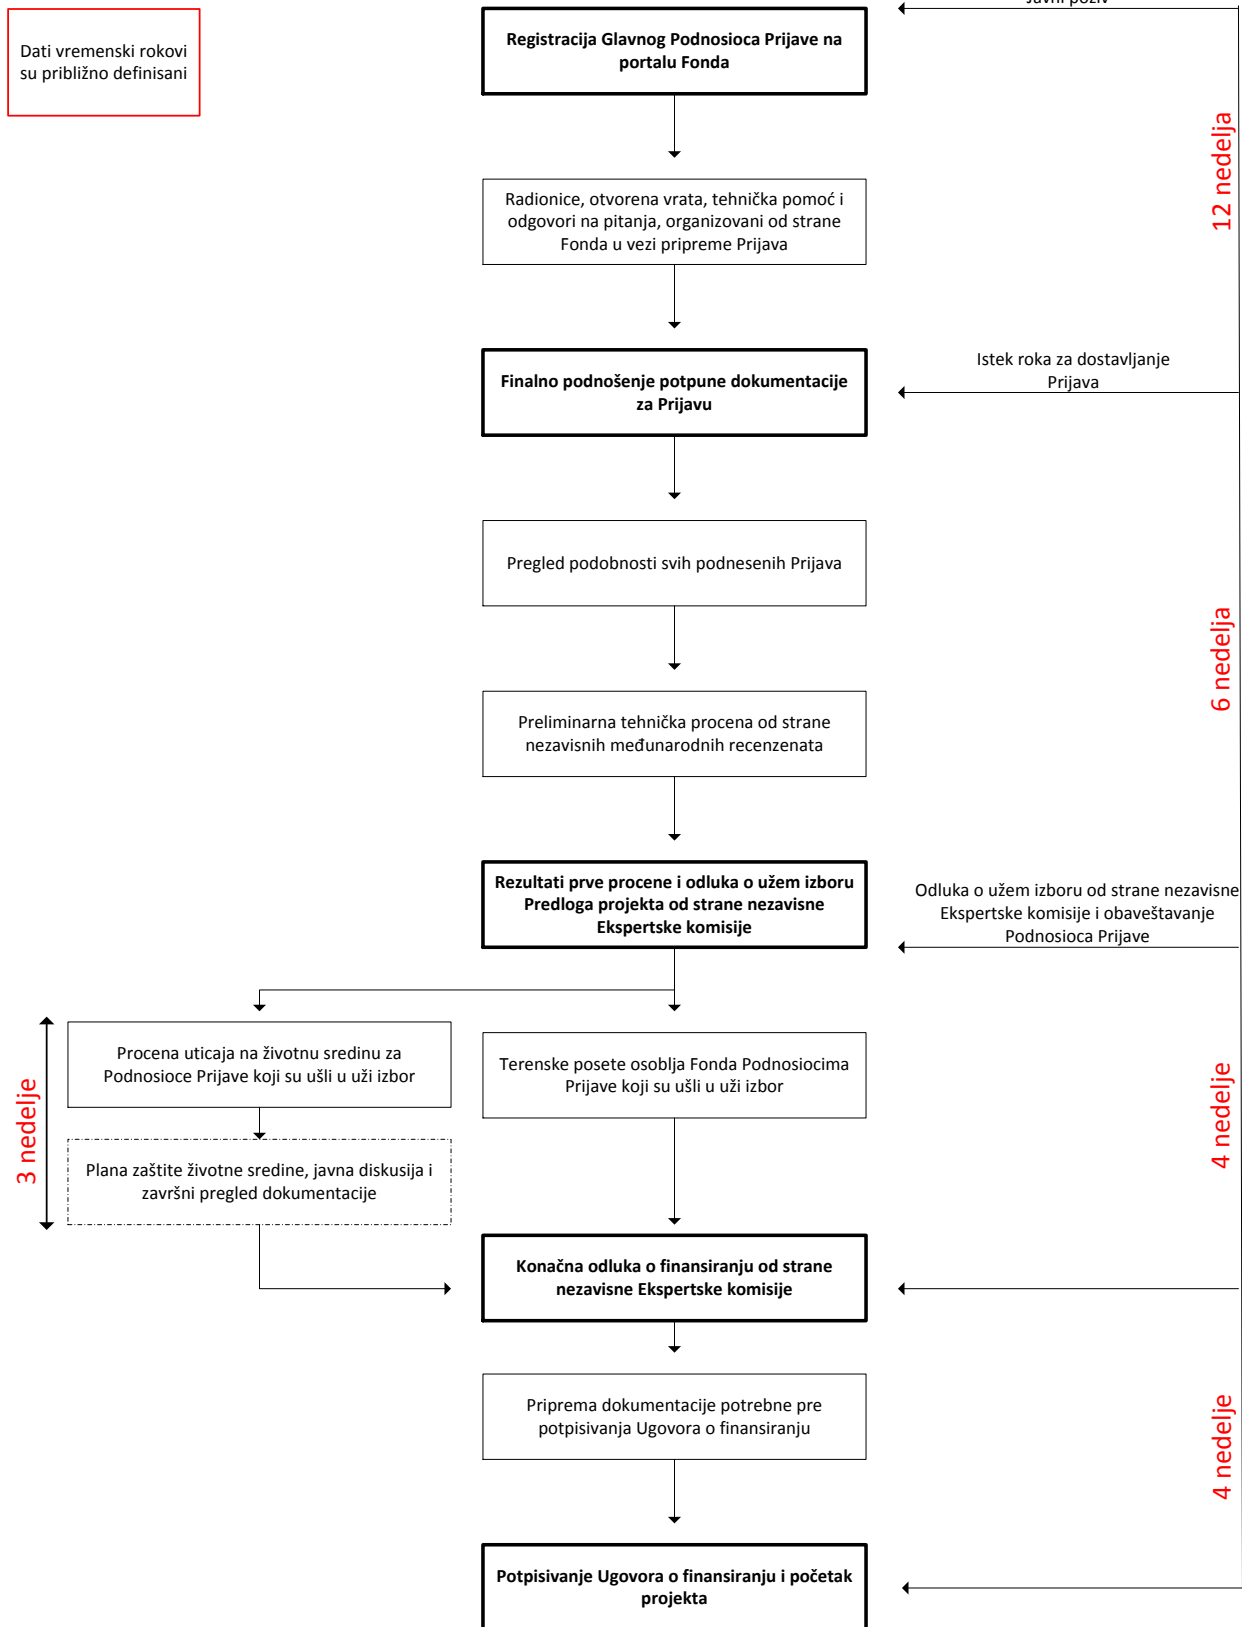 Javni poziv
Dati vremenski rokovi
su približno definisani
Registracija Glavnog Podnosioca Prijave na
portalu Fonda
12 nedelja
Radionice, otvorena vrata, tehnička pomoć i
odgovori na pitanja, organizovani od strane
Fonda u vezi pripreme Prijava
Finalno podnošenje potpune dokumentacije
za Prijavu
Istek roka za dostavljanje
Prijava
Pregled podobnosti svih podnesenih Prijava
6 nedelja
Preliminarna tehnička procena od strane
nezavisnih međunarodnih recenzenata
Rezultati prve procene i odluka o užem izboru
Predloga projekta od strane nezavisne
Ekspertske komisije
Odluka o užem izboru od strane nezavisne
Ekspertske komisije i obaveštavanje
Podnosioca Prijave
3 nedelje
Procena uticaja na životnu sredinu za
Podnosioce Prijave koji su ušli u uži izbor
Terenske posete osoblja Fonda Podnosiocima
Prijave koji su ušli u uži izbor
4 nedelje
Plana zaštite životne sredine, javna diskusija i
završni pregled dokumentacije
Konačna odluka o finansiranju od strane
nezavisne Ekspertske komisije
Priprema dokumentacije potrebne pre
potpisivanja Ugovora o finansiranju
4 nedelje
Potpisivanje Ugovora o finansiranju i početak
projekta